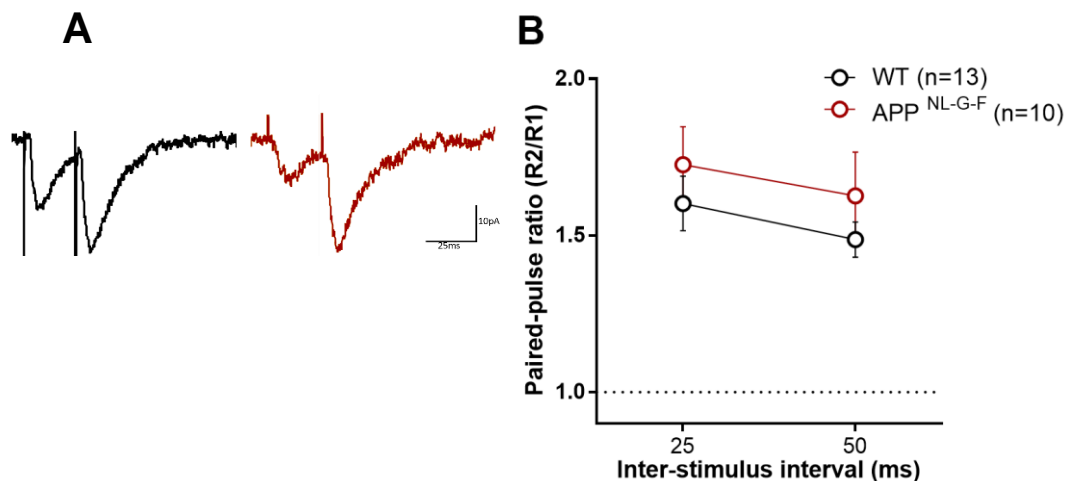 A
10pA
25ms
B
WT (n=13)
APP NL-G-F (n=10)
Paired-pulse ratio (R2/R1)
2.0
1.5
1.0
25 50
Inter-stimulus interval (ms)